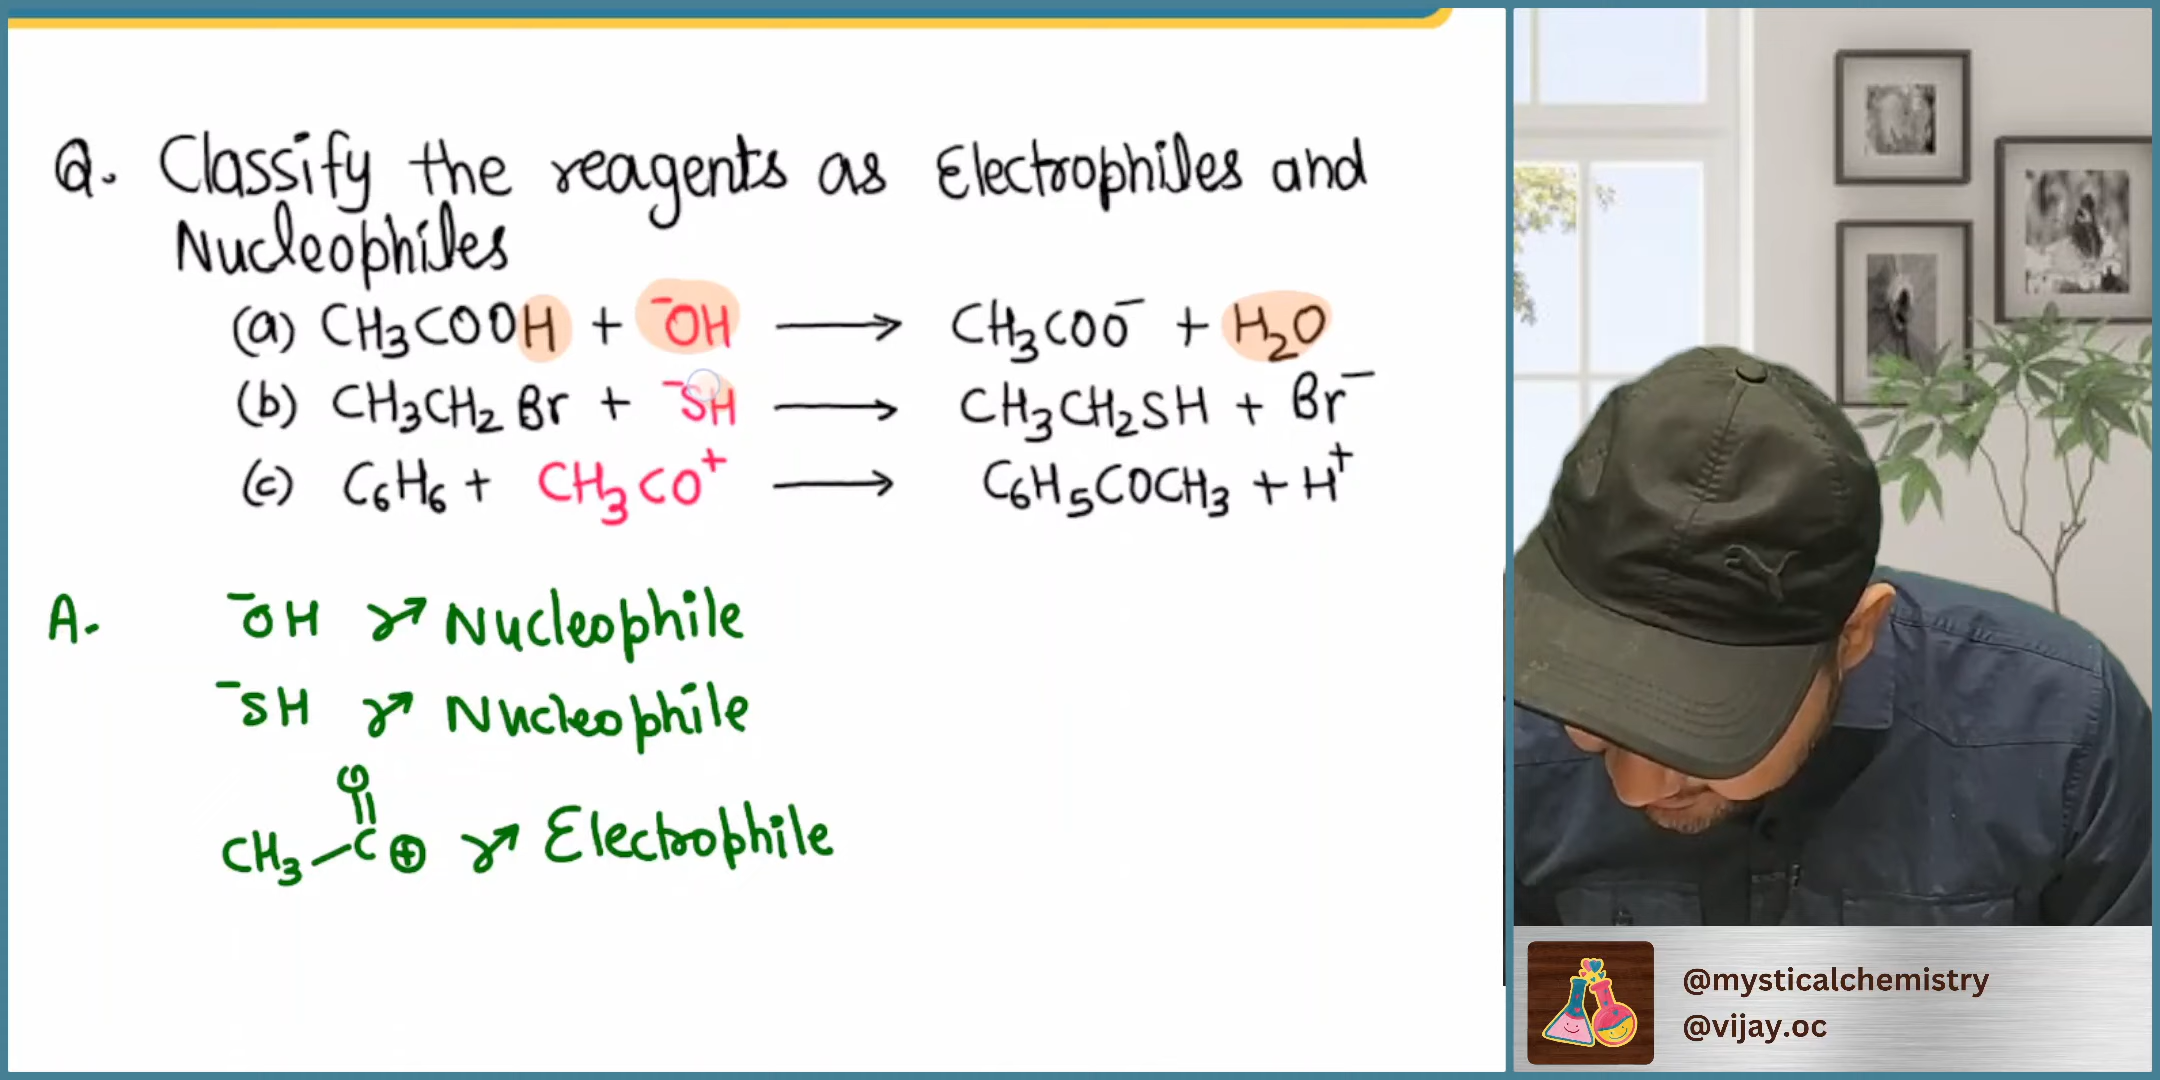 Q. Classify the reagents as Electrophiles and
Nucleophiles
(a) CH₃COOH + ⁻OH ⟶ CH₃COO⁻ + H₂O
(b) CH₃CH₂Br + ⁻SH ⟶ CH₃CH₂SH + Br⁻
(c) C₆H₆ + CH₃CO⁺ ⟶ C₆H₅COCH₃ + H⁺
A. ⁻OH → Nucleophile
⁻SH → Nucleophile
O
CH₃—C⊕ → Electrophile
@mysticalchemistry
@vijay.oc